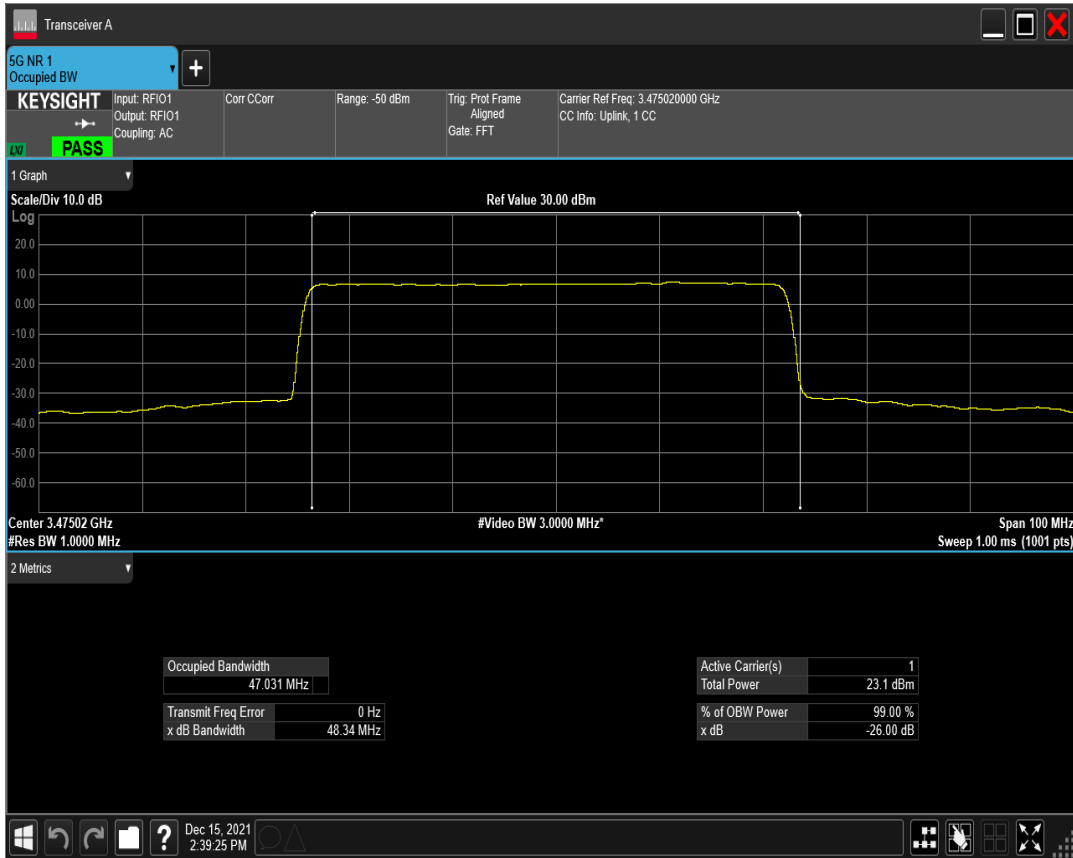 Transceiver A
5G NR 1
Occupied BW
KEYSIGHT
LXI
PASS
Input: RFIO1
Output: RFIO1
Coupling: AC
Corr CCorr
Range: -50 dBm
Trig: Prot Frame
Aligned
Gate: FFT
Carrier Ref Freq: 3.475020000 GHz
CC Info: Uplink, 1 CC
1 Graph
Scale/Div 10.0 dB
Ref Value 30.00 dBm
Log
20.0
10.0
0.00
-10.0
-20.0
-30.0
-40.0
-50.0
-60.0
Center 3.47502 GHz
#Video BW 3.0000 MHz*
Span 100 MHz
#Res BW 1.0000 MHz
Sweep 1.00 ms (1001 pts)
2 Metrics
Occupied Bandwidth
47.031 MHz
Transmit Freq Error 0 Hz
x dB Bandwidth 48.34 MHz
Active Carrier(s) 1
Total Power 23.1 dBm
% of OBW Power 99.00 %
x dB -26.00 dB
?
Dec 15, 2021
2:39:25 PM